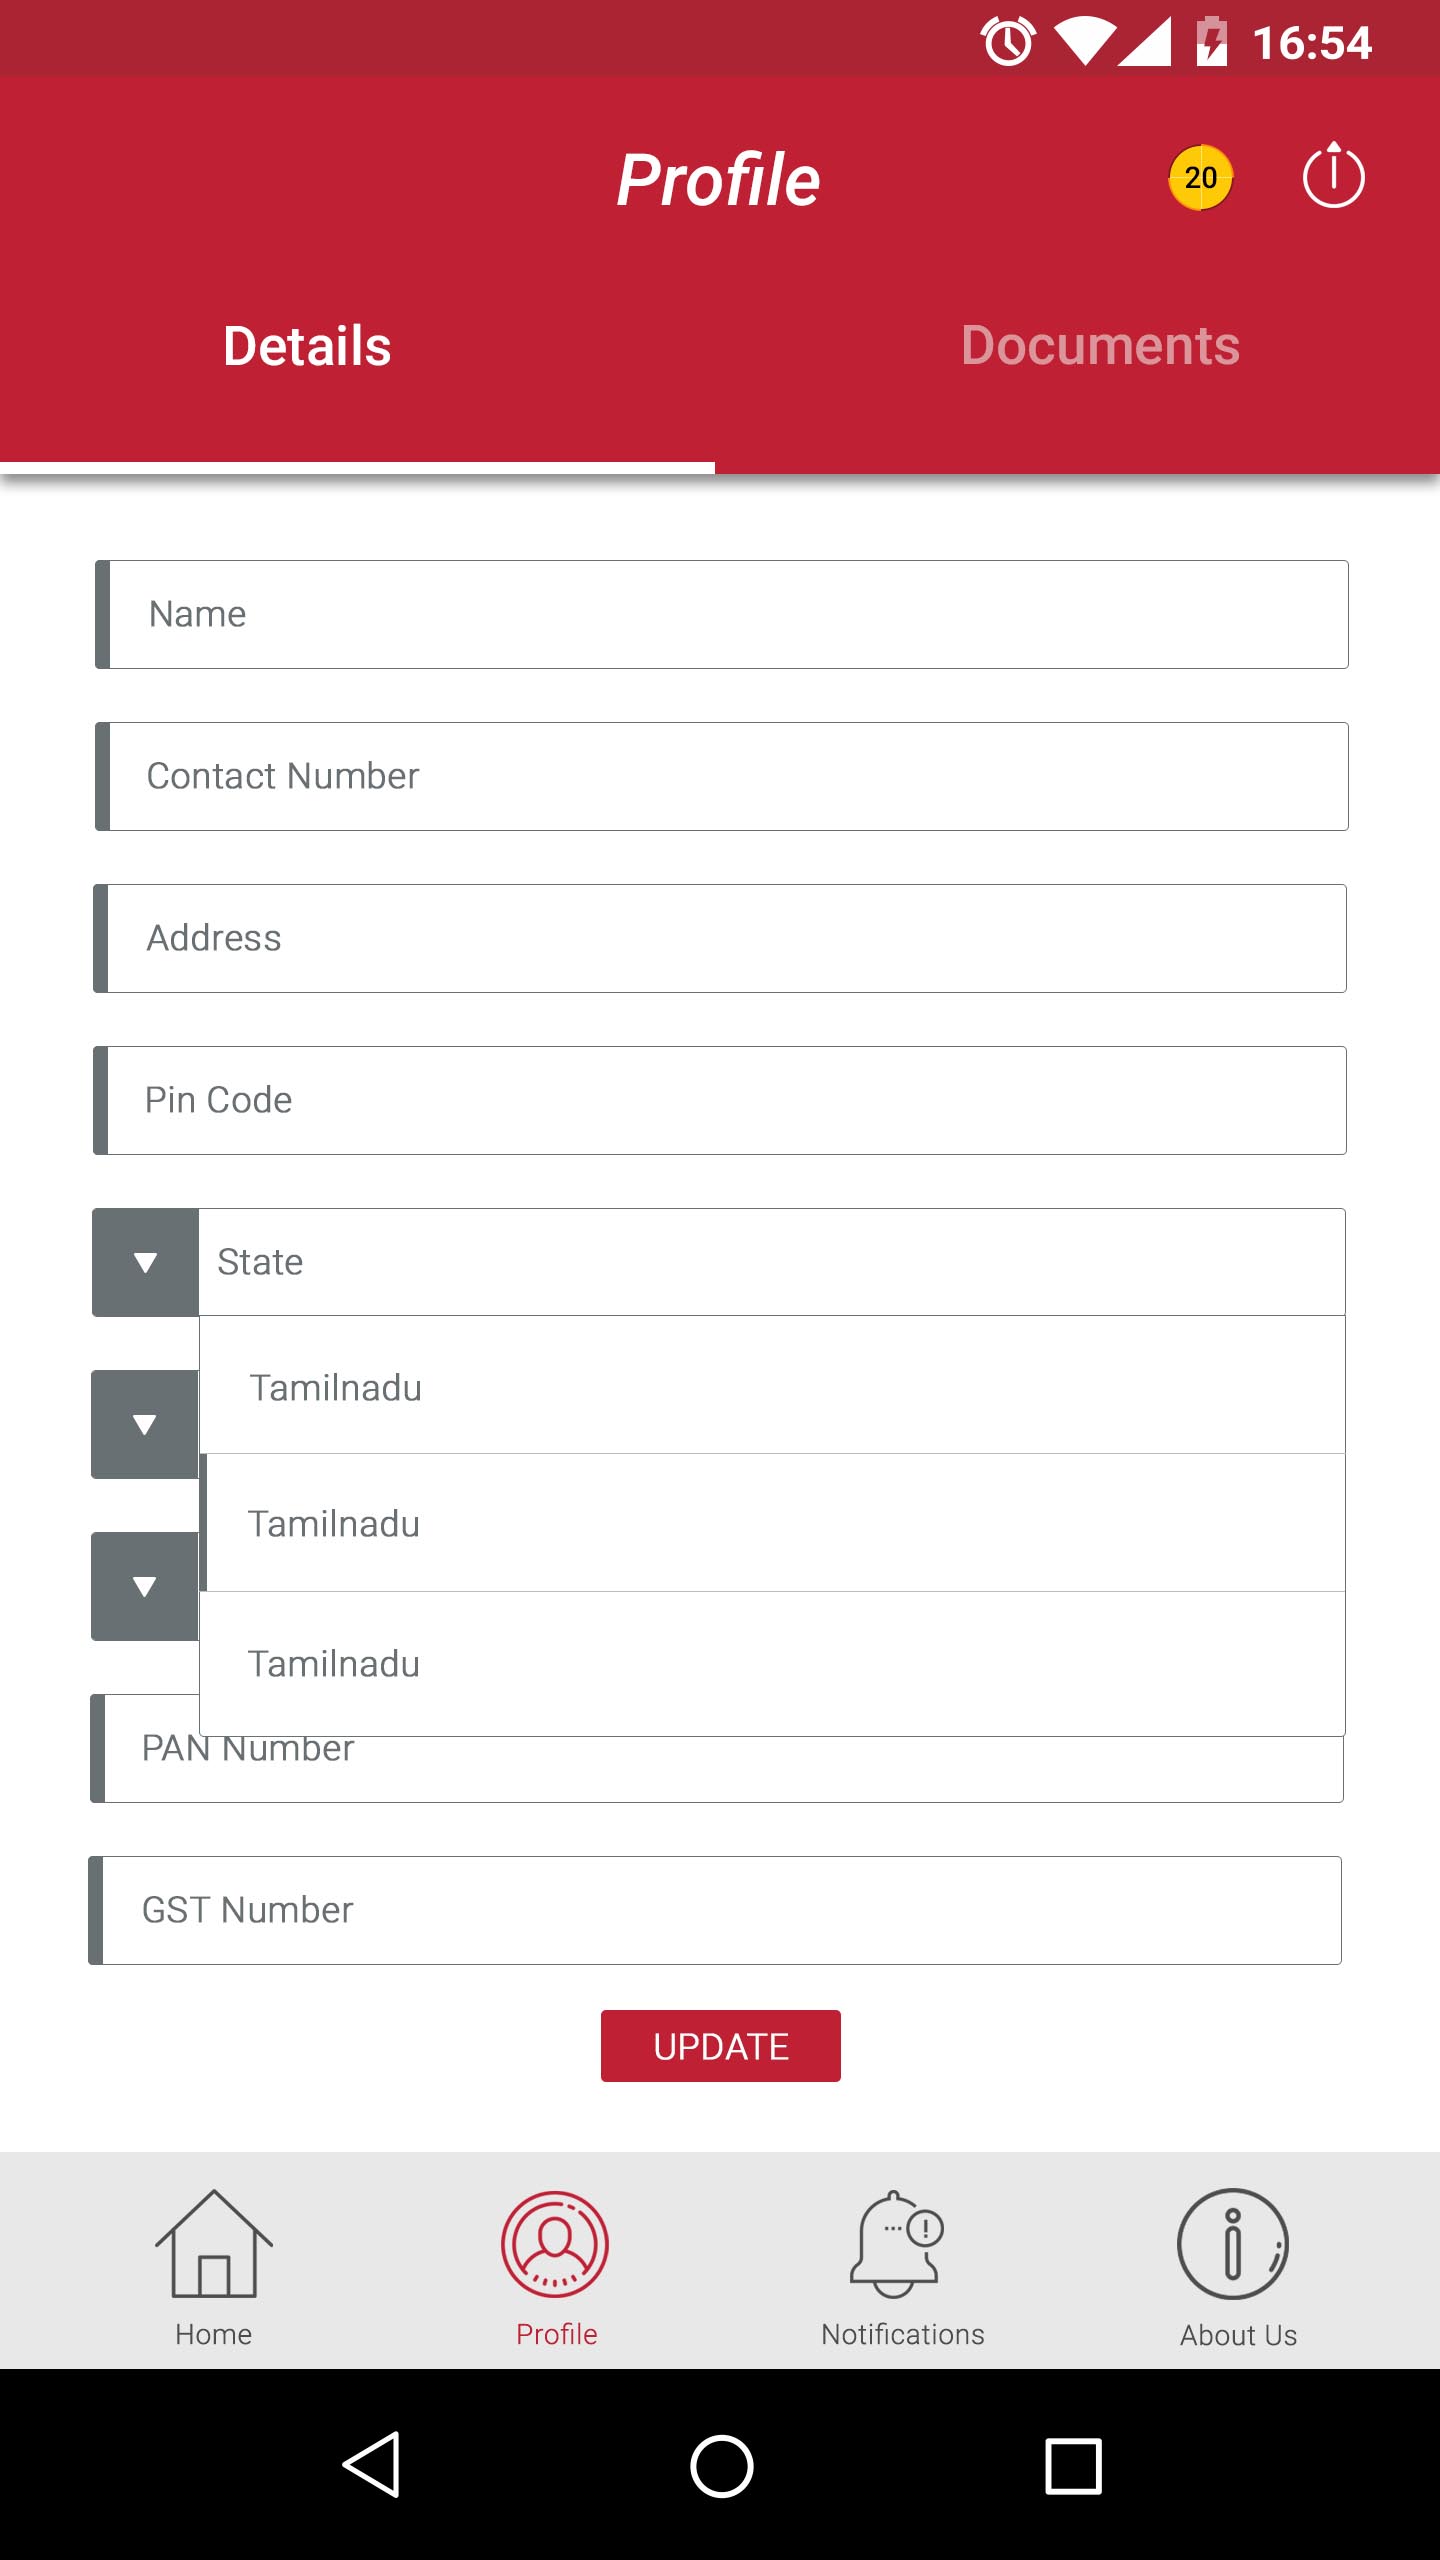 16:54
Profile
20
Details
Documents
Name
Contact Number
Address
Pin Code
State
Tamilnadu
Tamilnadu
Tamilnadu
PAN Number
GST Number
UPDATE
Home
Profile
Notifications
About Us